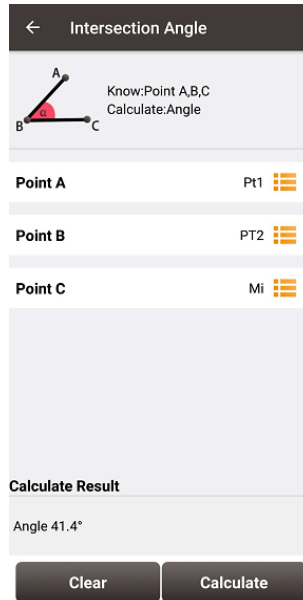 ← Intersection Angle
A
B
α
C
Know:Point A,B,C
Calculate:Angle
Point A Pt1
Point B PT2
Point C Mi
Calculate Result
Angle 41.4°
Clear Calculate